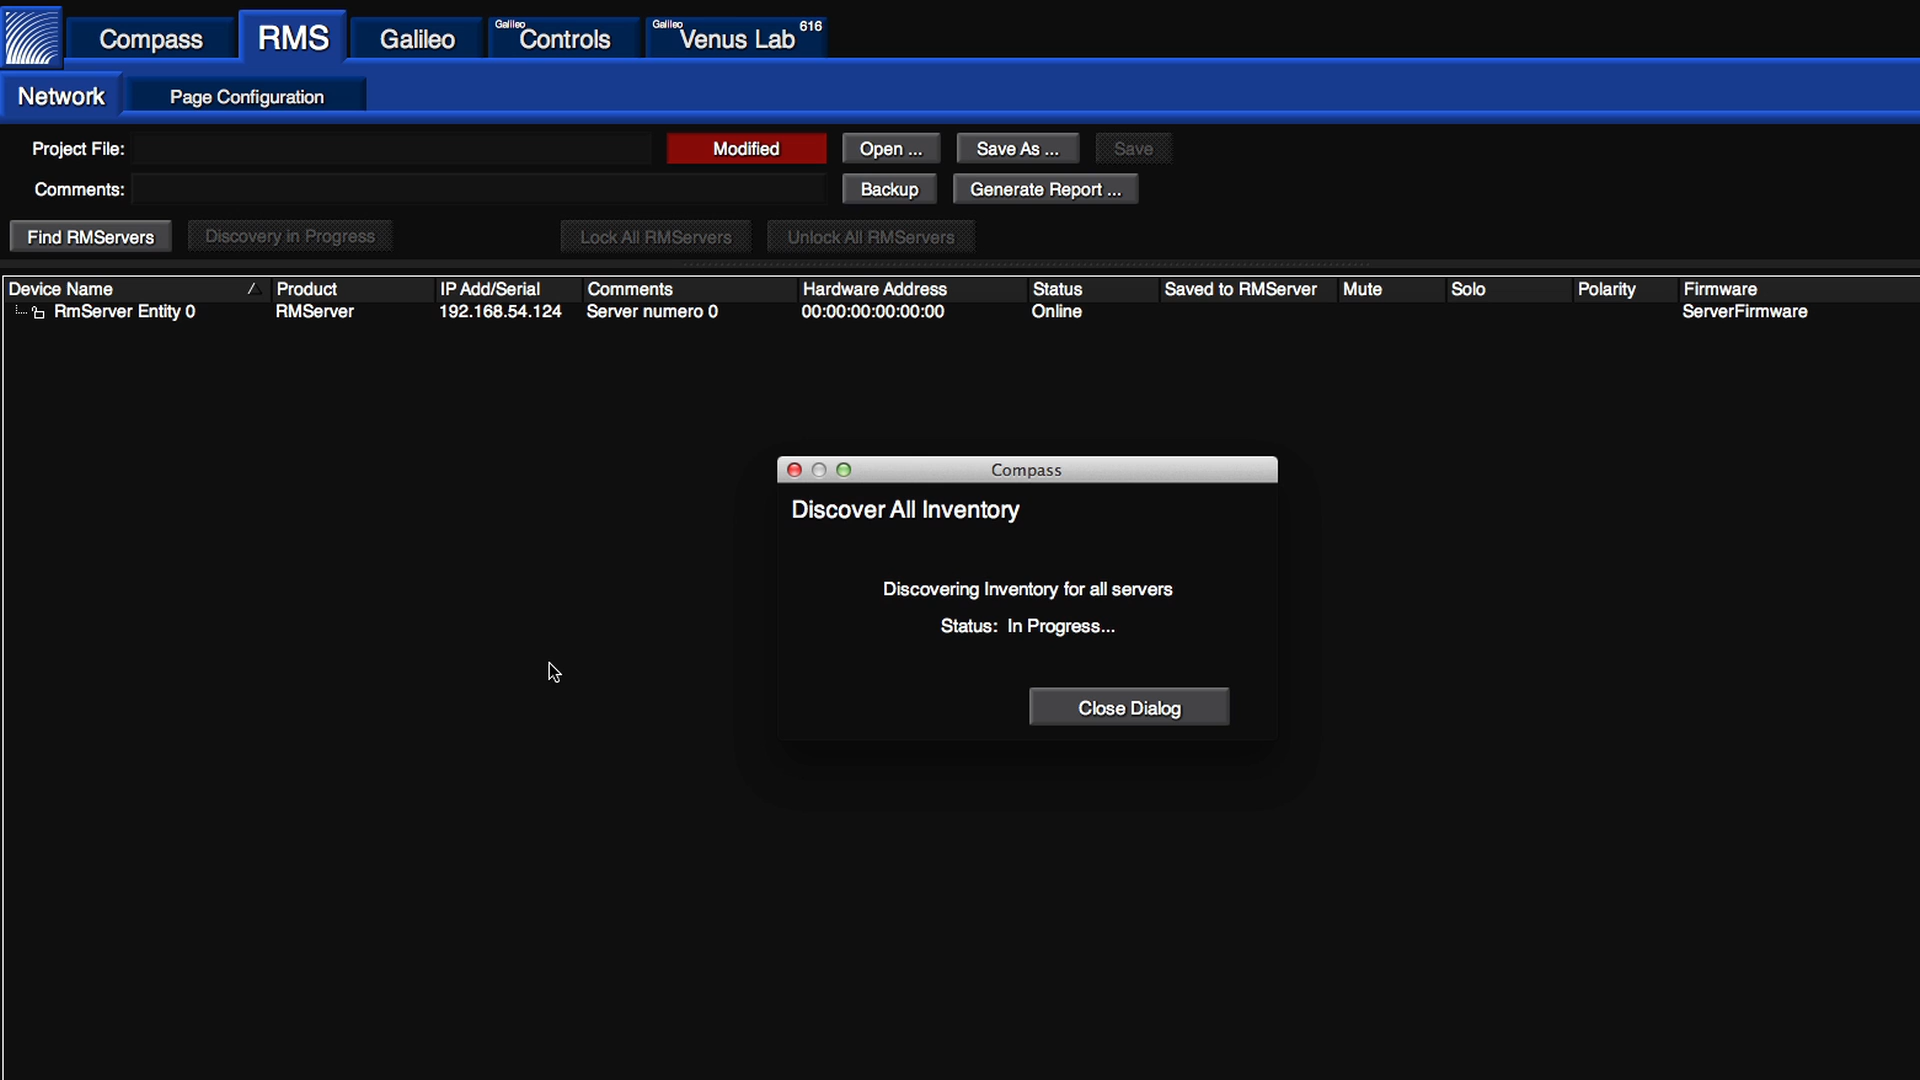 Compass
RMS
Galileo
Galileo
Controls
Galileo
Venus Lab
616
Network
Page Configuration
Project File:
Modified
Open ...
Save As ...
Save
Comments:
Backup
Generate Report ...
Find RMServers
Discovery in Progress
Lock All RMServers
Unlock All RMServers
Device Name Product IP Add/Serial Comments Hardware Address Status Saved to RMServer Mute Solo Polarity Firmware
RmServer Entity 0 RMServer 192.168.54.124 Server numero 0 00:00:00:00:00:00 Online ServerFirmware
Compass
Discover All Inventory
Discovering Inventory for all servers
Status: In Progress...
Close Dialog